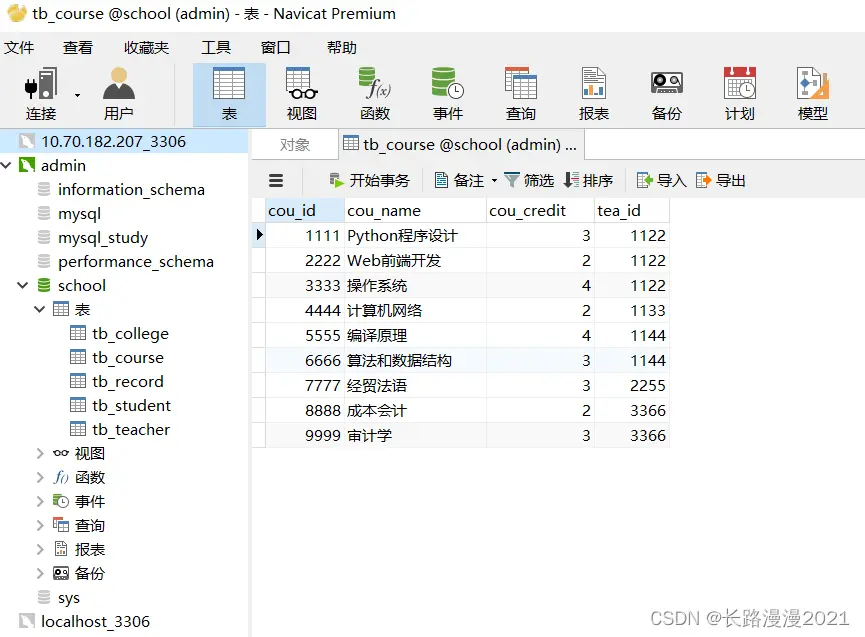 tb_course @school (admin) - 表 - Navicat Premium
文件 查看 收藏夹 工具 窗口 帮助
连接 用户 表 视图 函数 事件 查询 报表 备份 计划 模型
10.70.182.207_3306
admin
information_schema
mysql
mysql_study
performance_schema
school
表
tb_college
tb_course
tb_record
tb_student
tb_teacher
视图
函数
事件
查询
报表
备份
sys
localhost_3306
对象 tb_course @school (admin) ...
开始事务 备注 筛选 排序 导入 导出
cou_id cou_name cou_credit tea_id
1111 Python程序设计 3 1122
2222 Web前端开发 2 1122
3333 操作系统 4 1122
4444 计算机网络 2 1133
5555 编译原理 4 1144
6666 算法和数据结构 3 1144
7777 经贸法语 3 2255
8888 成本会计 2 3366
9999 审计学 3 3366
CSDN @长路漫漫2021